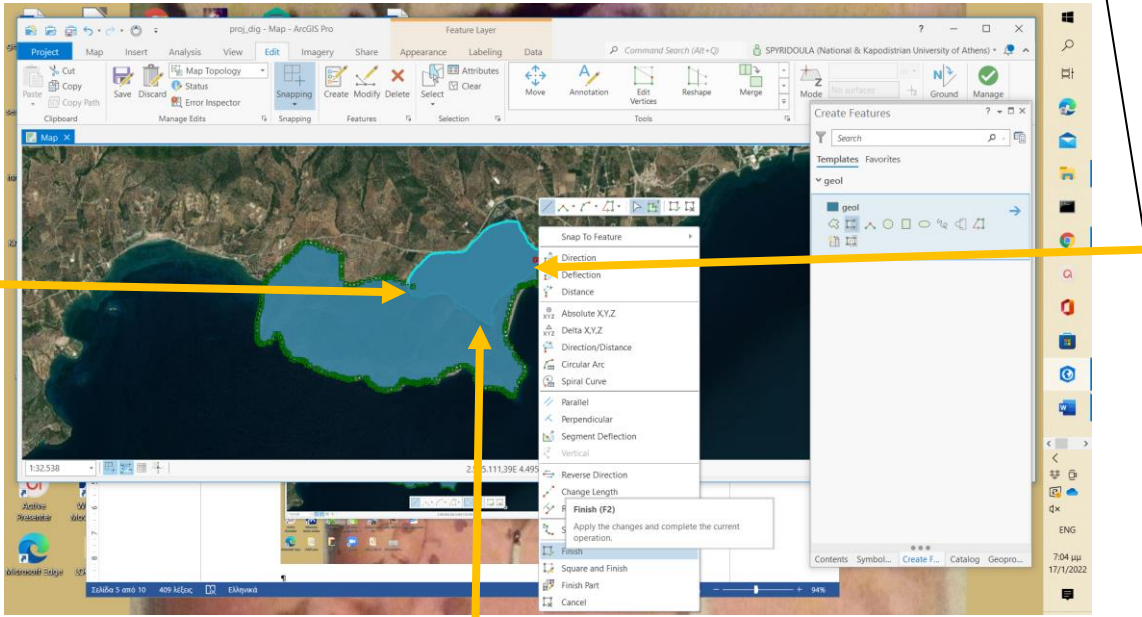 proj_dig - Map - ArcGIS Pro
Feature Layer
? — □ ×
Project Map Insert Analysis View Edit Imagery Share Appearance Labeling Data
Command Search (Alt+Q)
SPYRIDOULA (National & Kapodistrian University of Athens)
Paste
Cut
Copy
Copy Path
Save Discard
Map Topology
Status
Error Inspector
Snapping
Create Modify Delete
Select
Attributes
Clear
Move Annotation Edit Vertices Reshape Merge
Mode
No surfaces
Ground
Manage
Clipboard Manage Edits Snapping Features Selection Tools
Map ×
Create Features
Search
Templates Favorites
geol
geol
Snap To Feature
Direction
Deflection
Distance
Absolute X,Y,Z
Delta X,Y,Z
Direction/Distance
Circular Arc
Spiral Curve
Parallel
Perpendicular
Segment Deflection
Vertical
Reverse Direction
Change Length
Finish (F2)
Apply the changes and complete the current
operation.
Finish
Square and Finish
Finish Part
Cancel
1:32.538
Contents Symbol... Create F... Catalog Geopro...
Active
Presenter
Microsoft Edge
Σελίδα 5 από 10 409 λέξεις Ελληνικά
94%
ENG
7:04 μμ
17/1/2022